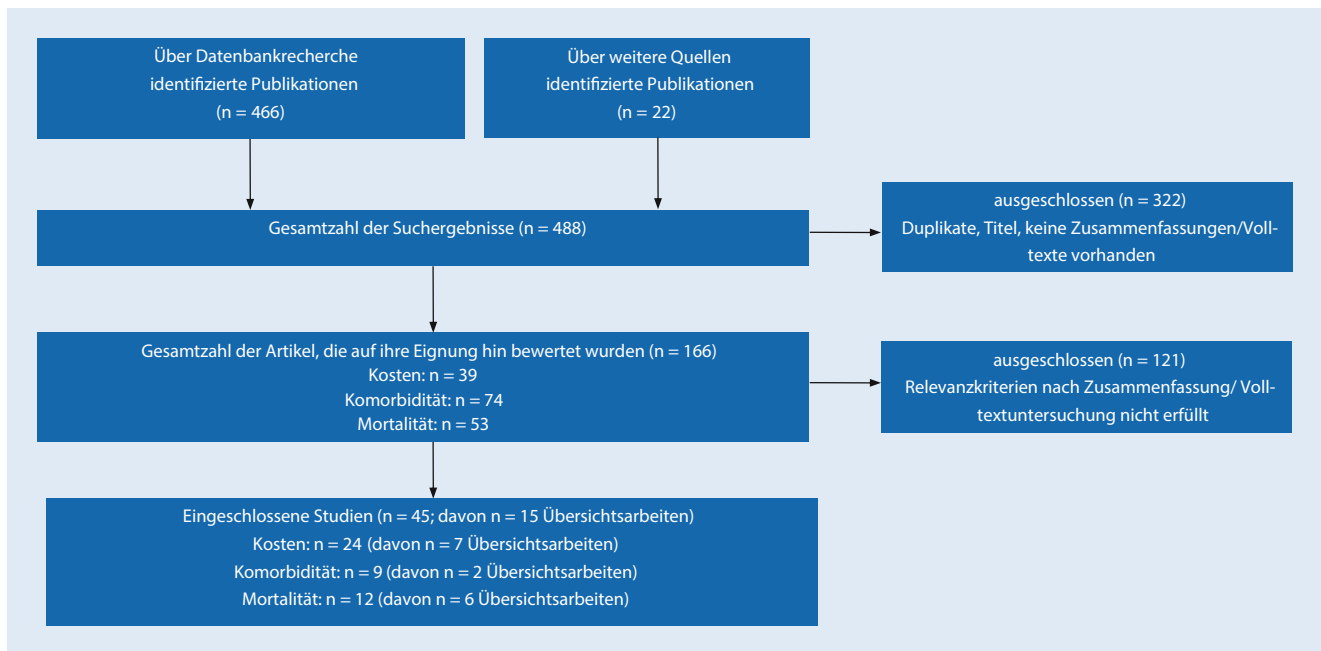 Über Datenbankrecherche
identifizierte Publikationen
(n = 466)
Über weitere Quellen
identifizierte Publikationen
(n = 22)
Gesamtzahl der Suchergebnisse (n = 488)
ausgeschlossen (n = 322)
Duplikate, Titel, keine Zusammenfassungen/Voll-
texte vorhanden
Gesamtzahl der Artikel, die auf ihre Eignung hin bewertet wurden (n = 166)
Kosten: n = 39
Komorbidität: n = 74
Mortalität: n = 53
ausgeschlossen (n = 121)
Relevanzkriterien nach Zusammenfassung/ Voll-
textuntersuchung nicht erfüllt
Eingeschlossene Studien (n = 45; davon n = 15 Übersichtsarbeiten)
Kosten: n = 24 (davon n = 7 Übersichtsarbeiten)
Komorbidität: n = 9 (davon n = 2 Übersichtsarbeiten)
Mortalität: n = 12 (davon n = 6 Übersichtsarbeiten)